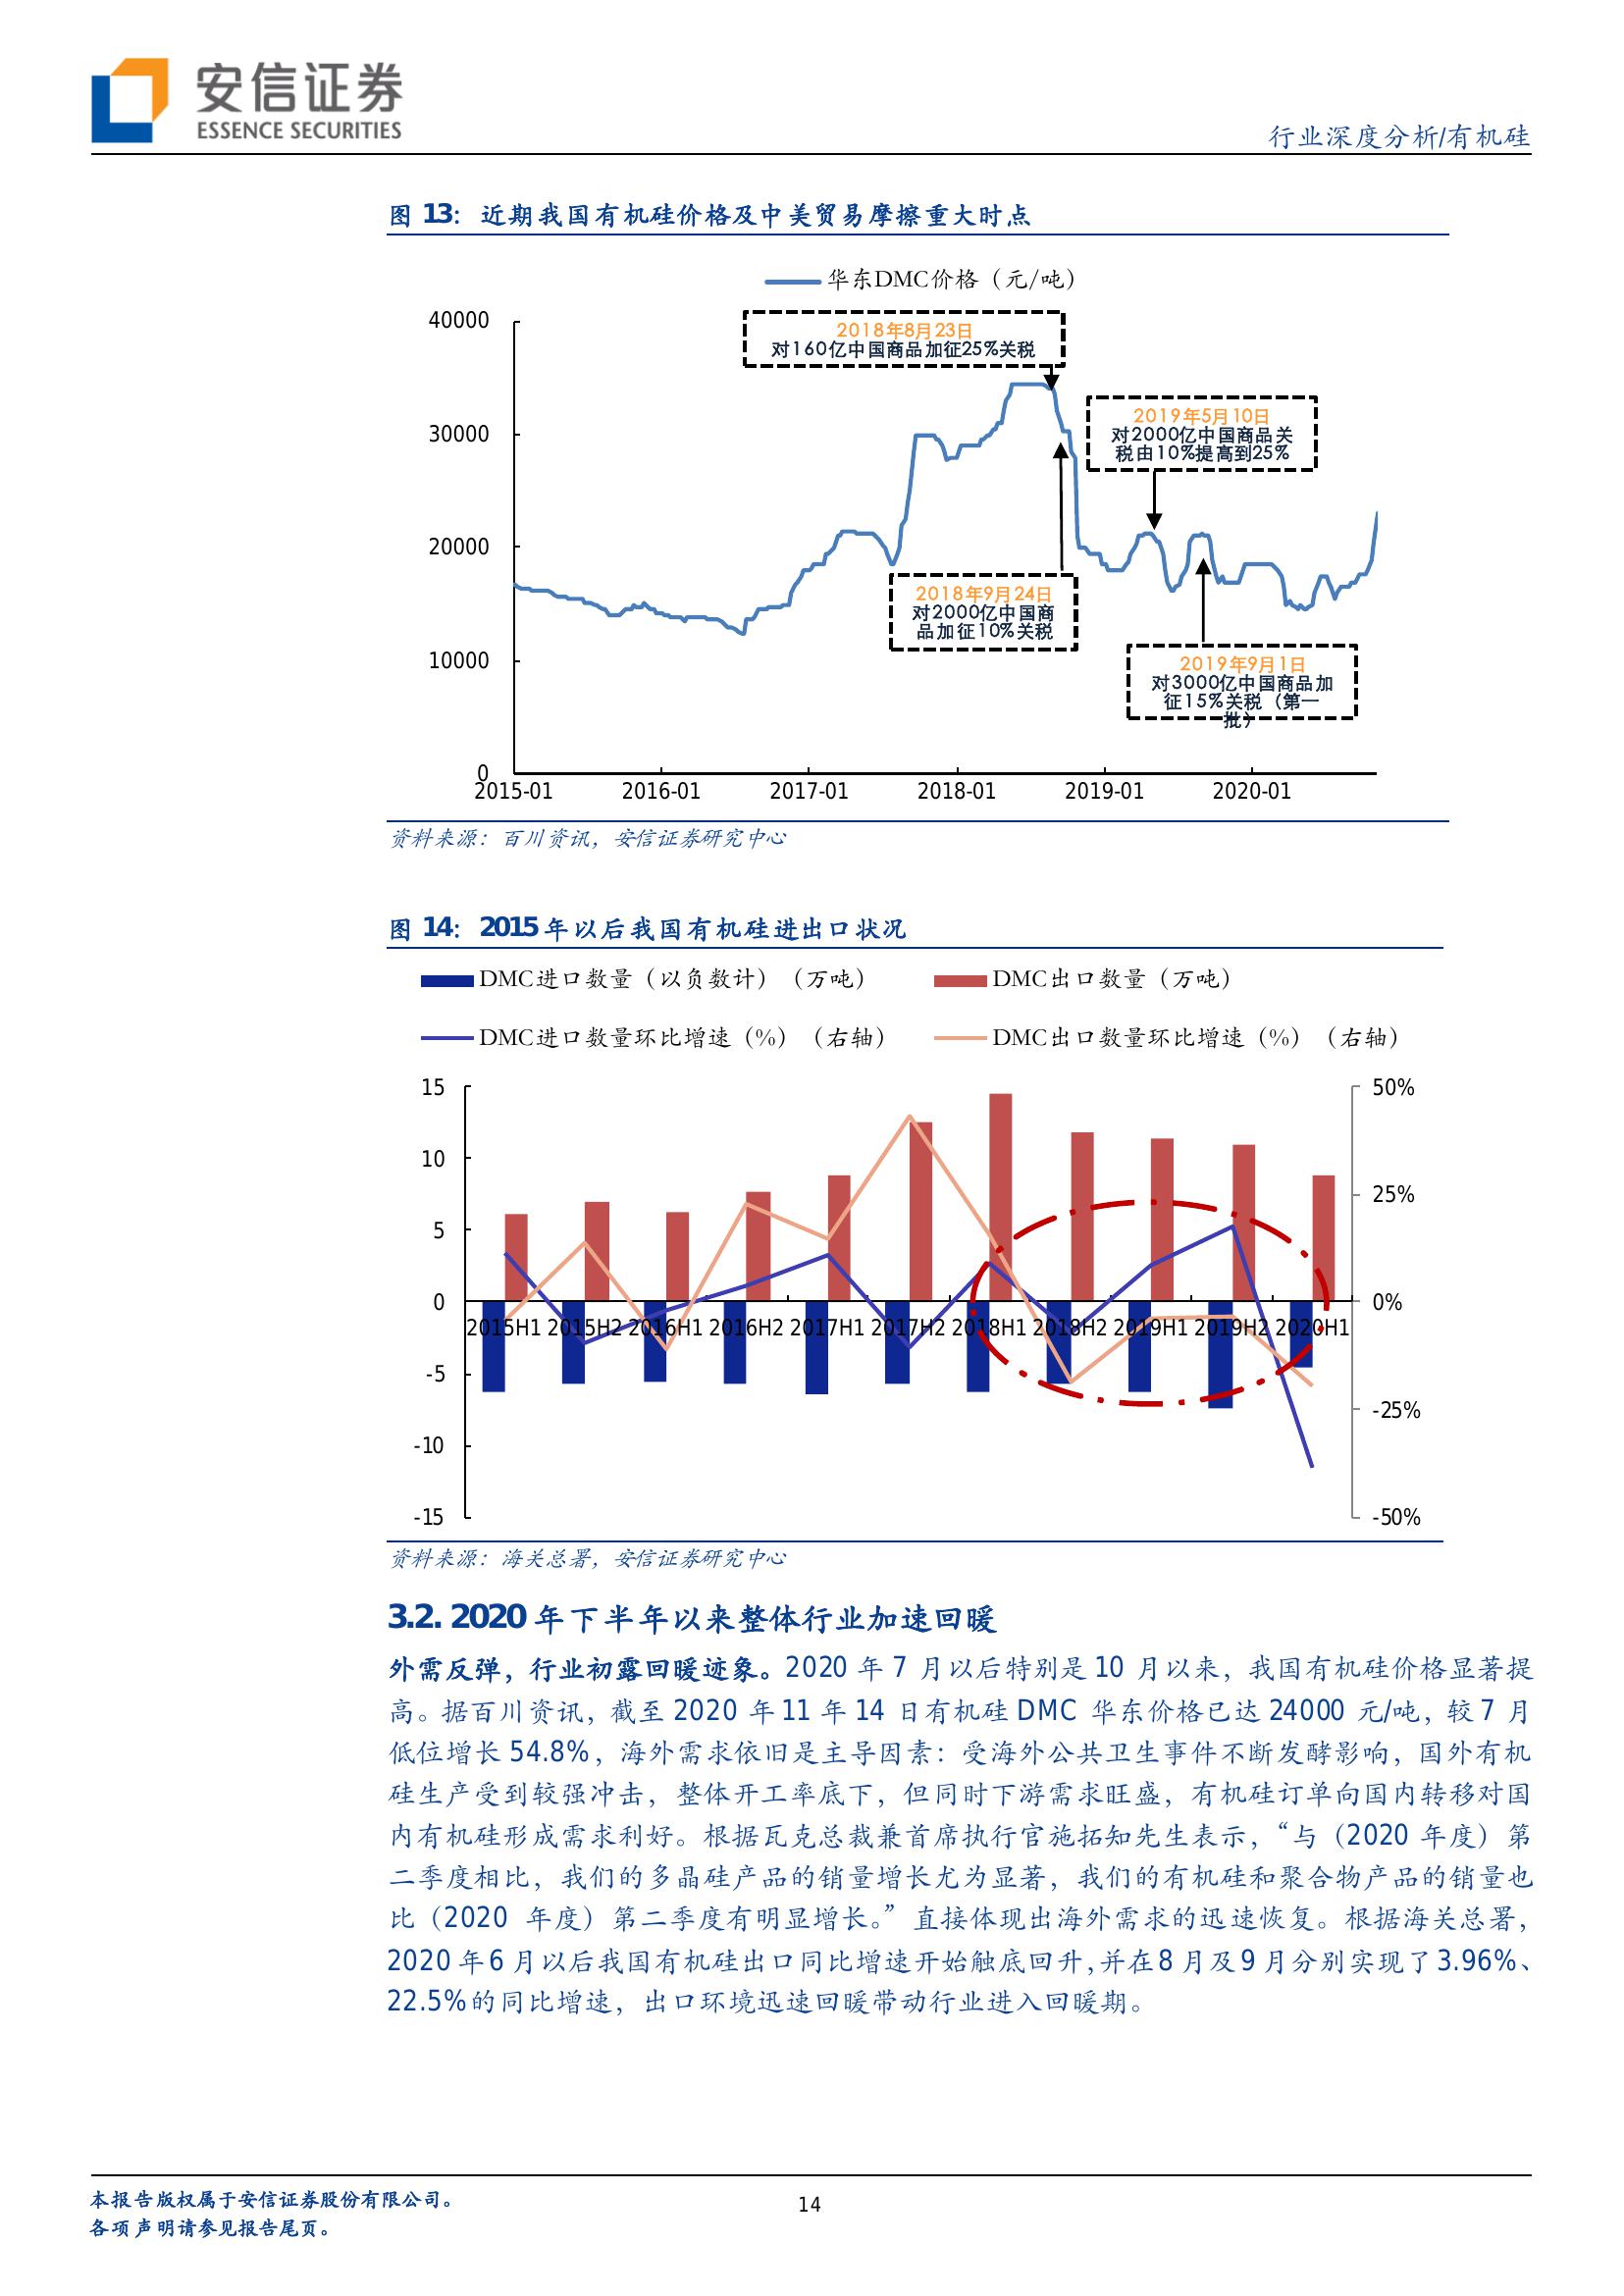 安信证券
ESSENCE SECURITIES
行业深度分析/有机硅
图 13：近期我国有机硅价格及中美贸易摩擦重大时点
华东DMC价格（元/吨）
40000
30000
20000
10000
0
2018年8月23日
对160亿中国商品加征25%关税
2019年5月10日
对2000亿中国商品关
税由10%提高到25%
2018年9月24日
对2000亿中国商
品加征10%关税
2019年9月1日
对3000亿中国商品加
征15%关税（第一
批）
2015-01 2016-01 2017-01 2018-01 2019-01 2020-01
资料来源：百川资讯，安信证券研究中心
图 14：2015 年以后我国有机硅进出口状况
DMC进口数量（以负数计）（万吨） DMC出口数量（万吨）
DMC进口数量环比增速（%）（右轴） DMC出口数量环比增速（%）（右轴）
15
10
5
0
-5
-10
-15
50%
25%
0%
-25%
-50%
2015H1 2015H2 2016H1 2016H2 2017H1 2017H2 2018H1 2018H2 2019H1 2019H2 2020H1
资料来源：海关总署，安信证券研究中心
3.2. 2020 年下半年以来整体行业加速回暖
外需反弹，行业初露回暖迹象。2020 年 7 月以后特别是 10 月以来，我国有机硅价格显著提
高。据百川资讯，截至 2020 年 11 年 14 日有机硅 DMC 华东价格已达 24000 元/吨，较 7 月
低位增长 54.8%，海外需求依旧是主导因素：受海外公共卫生事件不断发酵影响，国外有机
硅生产受到较强冲击，整体开工率底下，但同时下游需求旺盛，有机硅订单向国内转移对国
内有机硅形成需求利好。根据瓦克总裁兼首席执行官施拓知先生表示，“与（2020 年度）第
二季度相比，我们的多晶硅产品的销量增长尤为显著，我们的有机硅和聚合物产品的销量也
比（2020 年度）第二季度有明显增长。”直接体现出海外需求的迅速恢复。根据海关总署，
2020 年 6 月以后我国有机硅出口同比增速开始触底回升，并在 8 月及 9 月分别实现了 3.96%、
22.5%的同比增速，出口环境迅速回暖带动行业进入回暖期。
本报告版权属于安信证券股份有限公司。
各项声明请参见报告尾页。
14